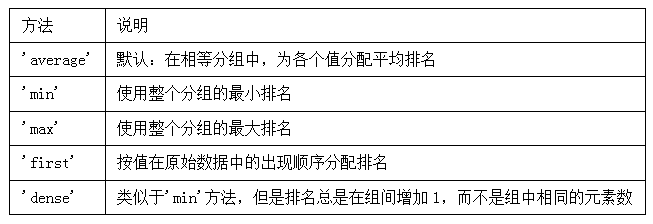 方法 说明
'average' 默认：在相等分组中，为各个值分配平均排名
'min' 使用整个分组的最小排名
'max' 使用整个分组的最大排名
'first' 按值在原始数据中的出现顺序分配排名
'dense' 类似于'min'方法，但是排名总是在组间增加1，而不是组中相同的元素数